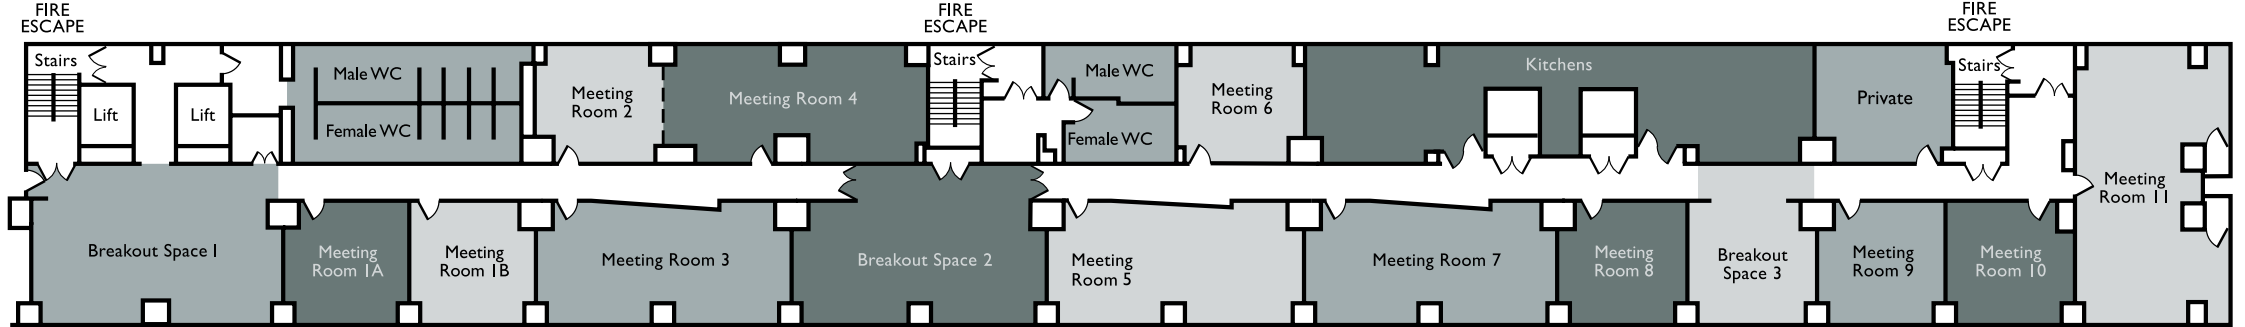 FIRE
ESCAPE
FIRE
ESCAPE
FIRE
ESCAPE
Stairs
Lift
Lift
Male WC
Female WC
Meeting
Room 2
Meeting Room 4
Stairs
Male WC
Female WC
Meeting
Room 6
Kitchens
Private
Stairs
Meeting
Room 11
Breakout Space 1
Meeting
Room 1A
Meeting
Room 1B
Meeting Room 3
Breakout Space 2
Meeting
Room 5
Meeting Room 7
Meeting
Room 8
Breakout
Space 3
Meeting
Room 9
Meeting
Room 10